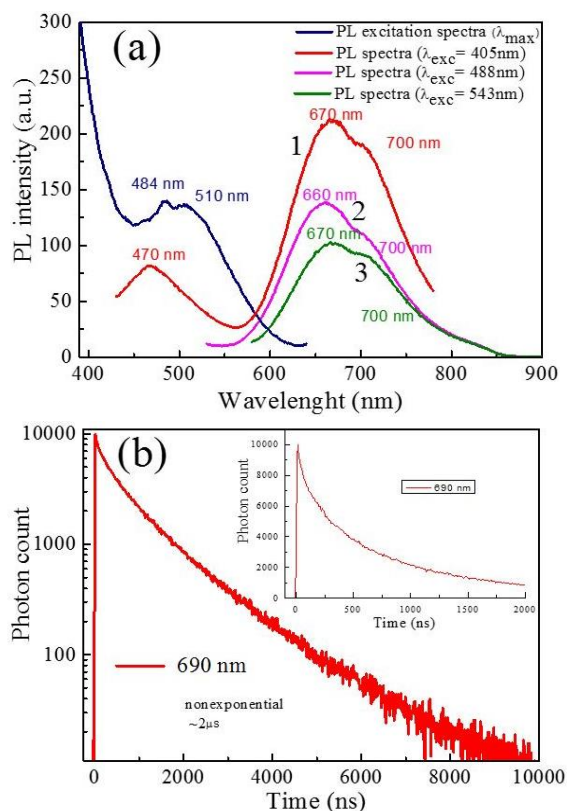 (a)
PL excitation spectra (λmax)
PL spectra (λexc= 405nm)
PL spectra (λexc= 488nm)
PL spectra (λexc= 543nm)
300
250
200
150
100
50
0
PL intensity (a.u.)
670 nm
1
700 nm
484 nm
510 nm
660 nm
2
470 nm
670 nm
700 nm
3
700 nm
400 500 600 700 800 900
Wavelenght (nm)
(b)
10000
1000
100
Photon count
10000
8000
6000
4000
2000
0
Photon count
690 nm
0 500 1000 1500 2000
Time (ns)
690 nm
nonexponential
~2μs
0 2000 4000 6000 8000 10000
Time (ns)